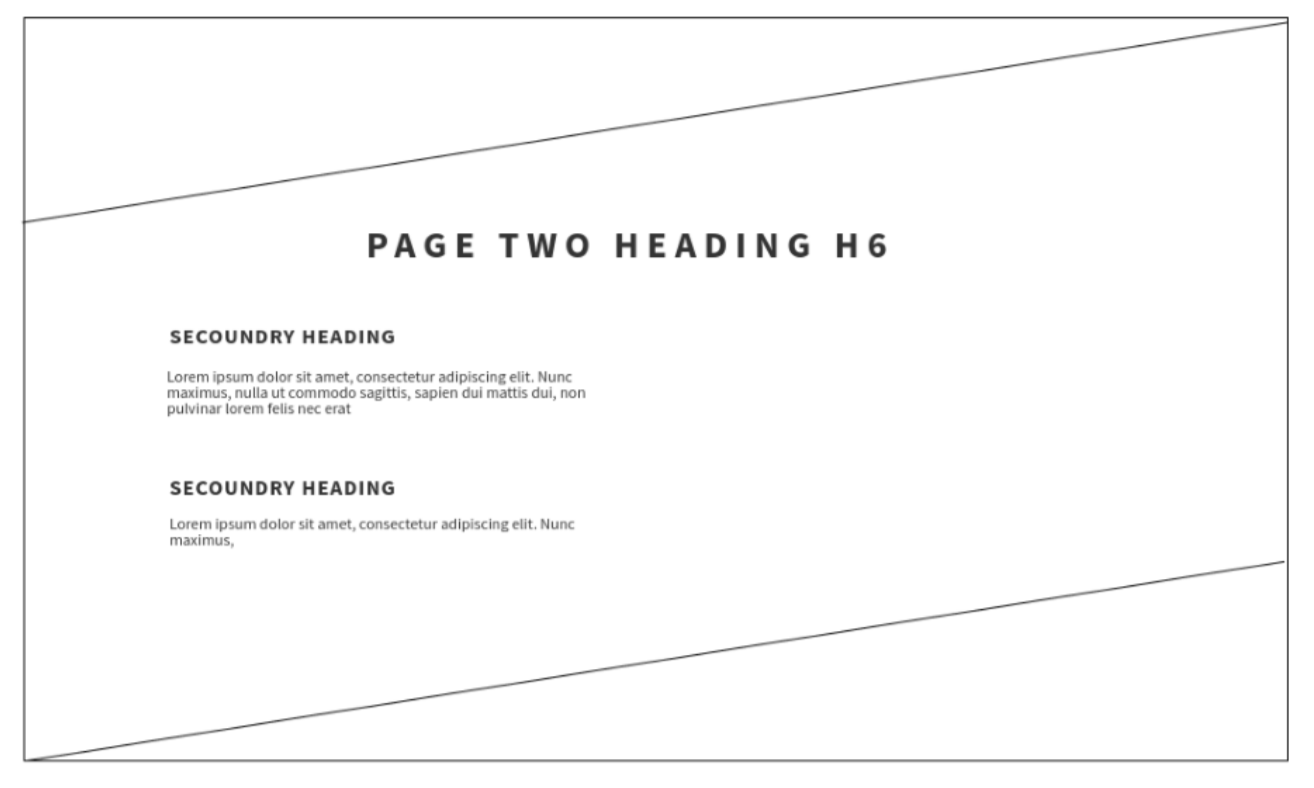 PAGE TWO HEADING H6
SECOUNDRY HEADING
Lorem ipsum dolor sit amet, consectetur adipiscing elit. Nunc
maximus, nulla ut commodo sagittis, sapien dui mattis dui, non
pulvinar lorem felis nec erat
SECOUNDRY HEADING
Lorem ipsum dolor sit amet, consectetur adipiscing elit. Nunc
maximus,